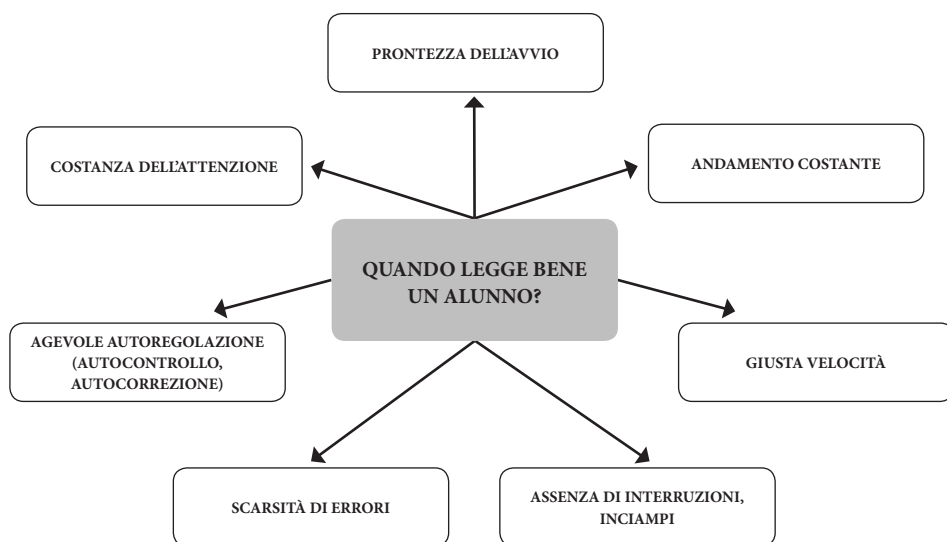 PRONTEZZA DELL'AVVIO
COSTANZA DELL'ATTENZIONE
ANDAMENTO COSTANTE
QUANDO LEGGE BENE
UN ALUNNO?
AGEVOLE AUTOREGOLAZIONE
(AUTOCONTROLLO,
AUTOCORREZIONE)
GIUSTA VELOCITÀ
SCARSITÀ DI ERRORI
ASSENZA DI INTERRUZIONI,
INCIAMPI